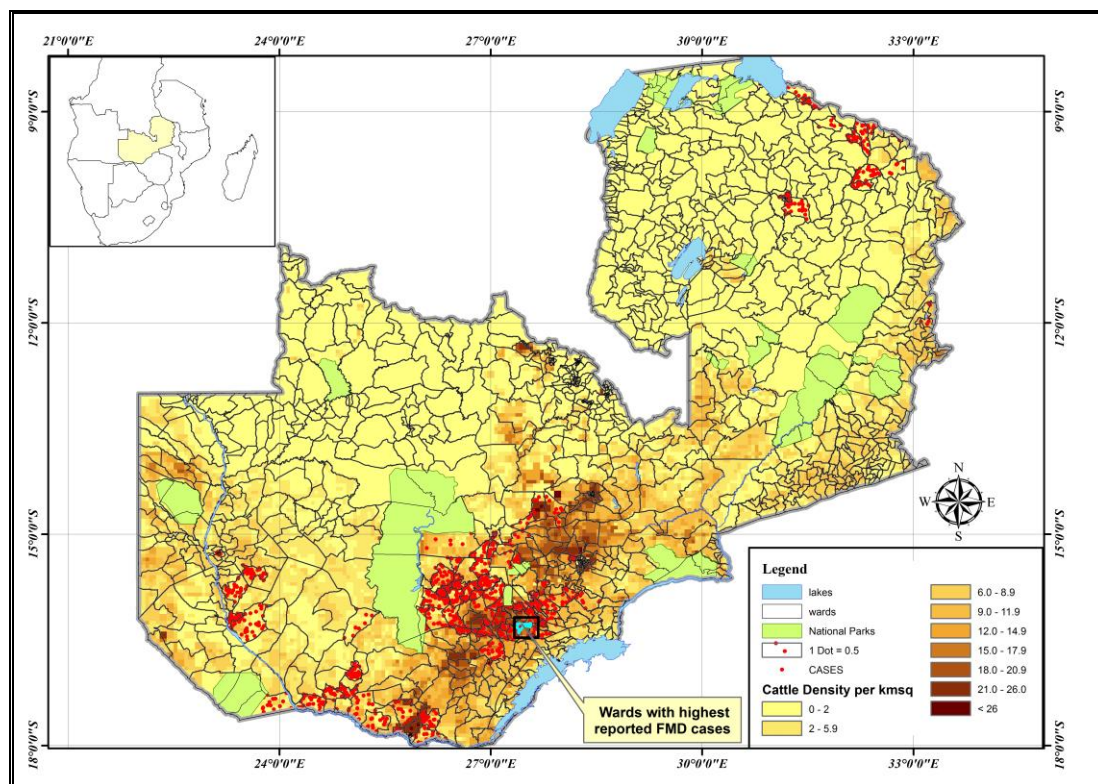 21°0'0"E 24°0'0"E 27°0'0"E 30°0'0"E 33°0'0"E
9°0'0"S 9°0'0"S
12°0'0"S 12°0'0"S
15°0'0"S 15°0'0"S
18°0'0"S 18°0'0"S
N
W E
S
Legend
lakes
wards
National Parks
1 Dot = 0.5
CASES
Cattle Density per kmsq
0 - 2
2 - 5.9
6.0 - 8.9
9.0 - 11.9
12.0 - 14.9
15.0 - 17.9
18.0 - 20.9
21.0 - 26.0
< 26
Wards with highest
reported FMD cases
24°0'0"E 27°0'0"E 30°0'0"E 33°0'0"E